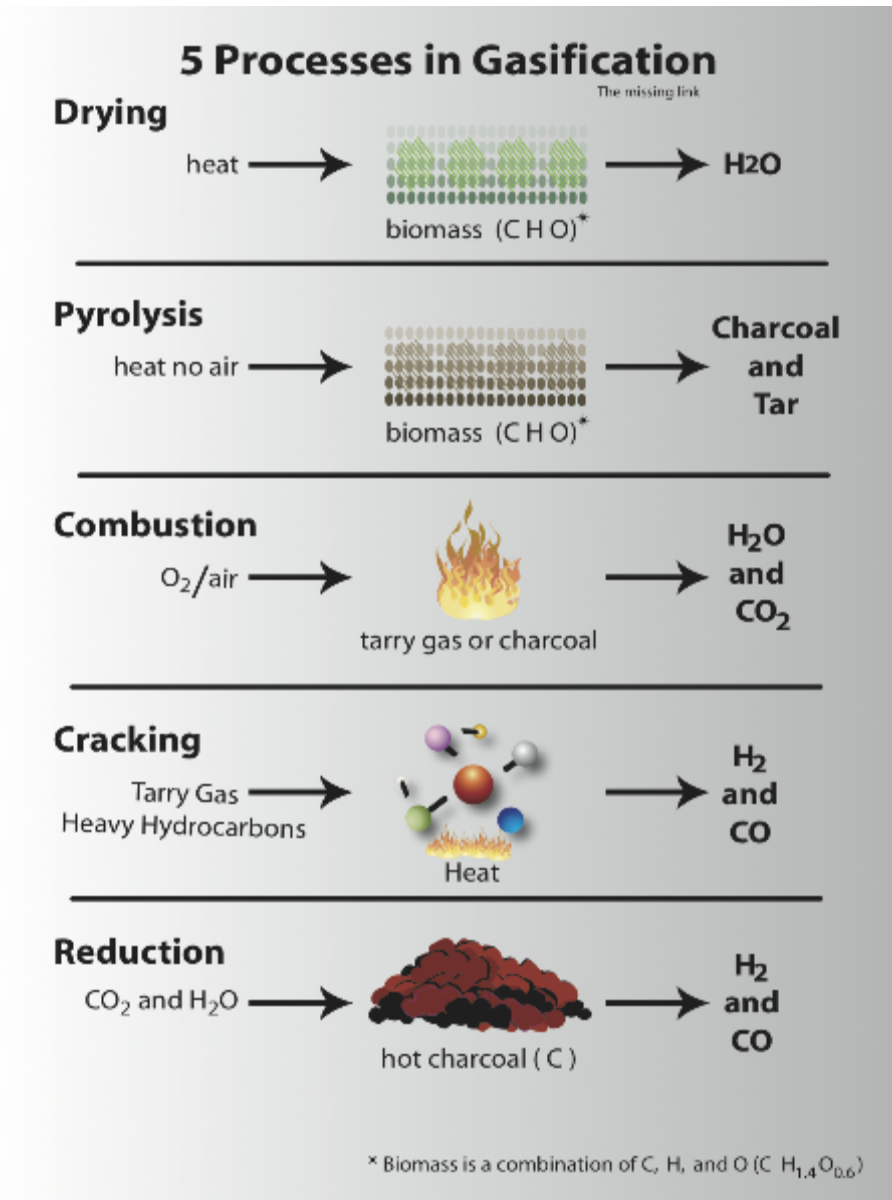 5 Processes in Gasification
The missing link
Drying
heat
H2O
biomass (C H O)*
Pyrolysis
heat no air
Charcoal
and
Tar
biomass (C H O)*
Combustion
O₂/air
H₂O
and
CO₂
tarry gas or charcoal
Cracking
Tarry Gas
Heavy Hydrocarbons
H₂
and
CO
Heat
Reduction
CO₂ and H₂O
H₂
and
CO
hot charcoal ( C )
* Biomass is a combination of C, H, and O (C H₁.₄O₀.₆)